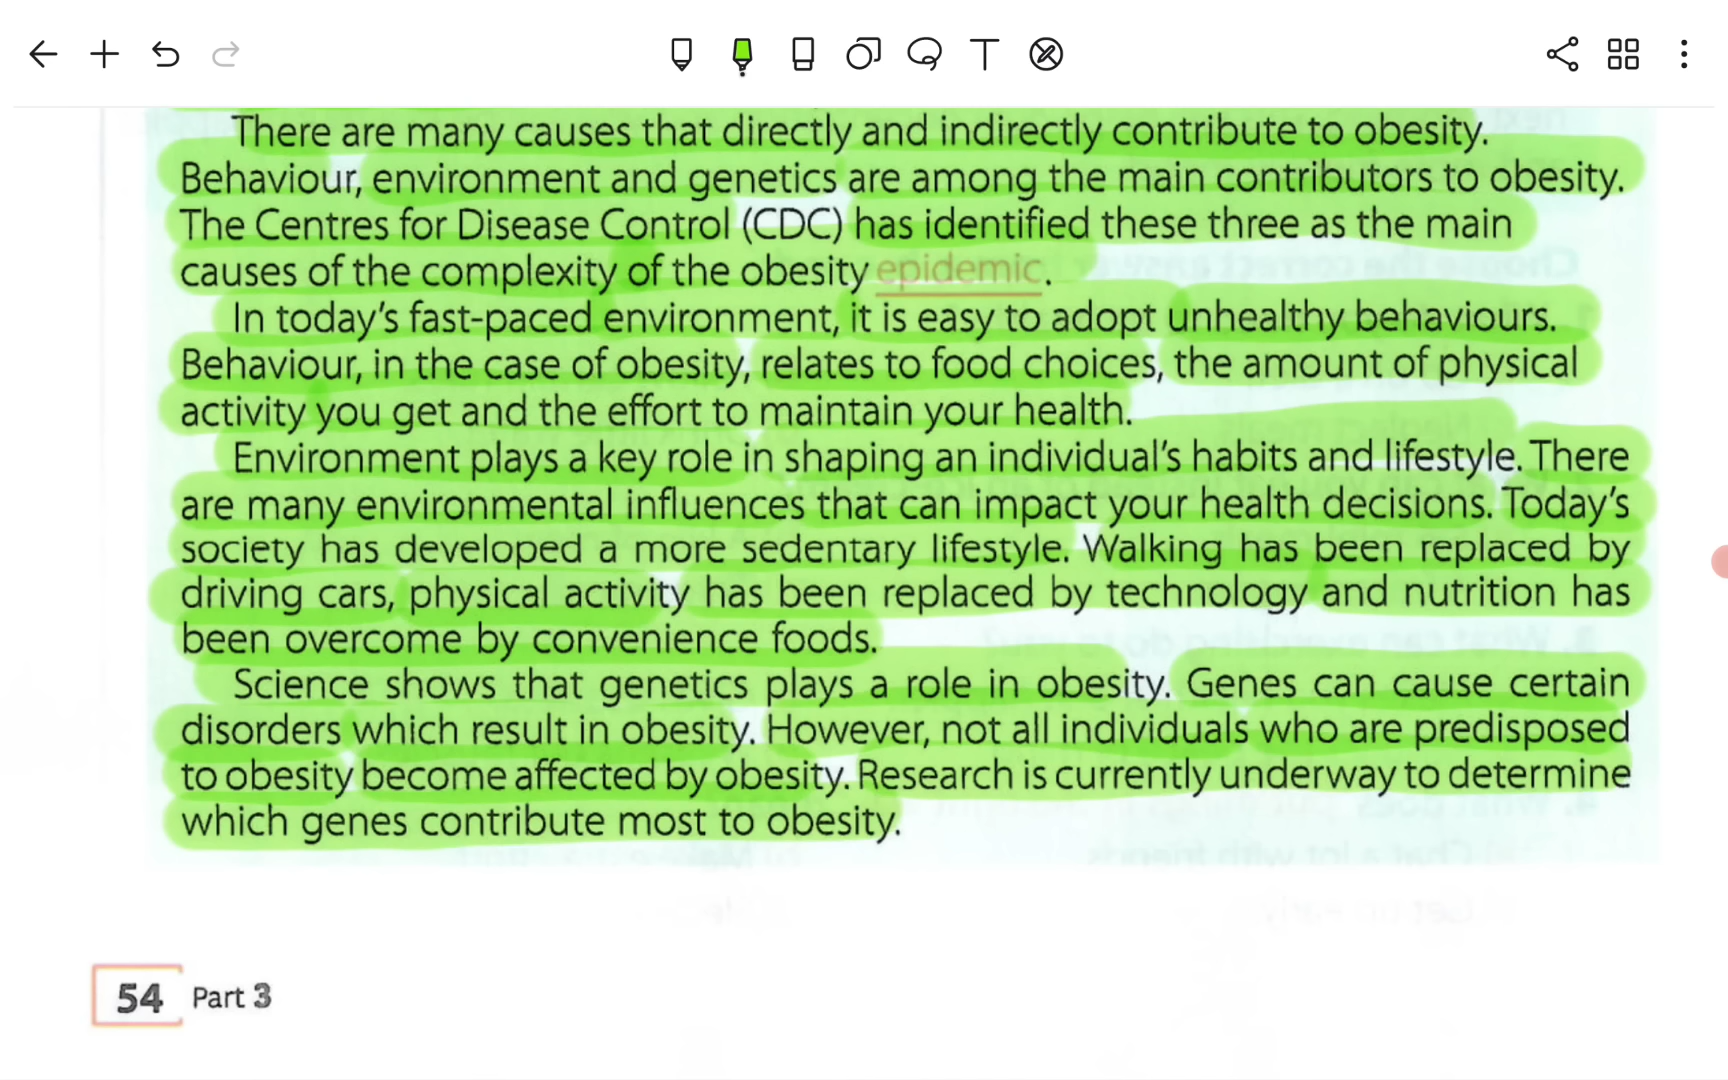 There are many causes that directly and indirectly contribute to obesity.
Behaviour, environment and genetics are among the main contributors to obesity.
The Centres for Disease Control (CDC) has identified these three as the main
causes of the complexity of the obesity epidemic.
In today's fast-paced environment, it is easy to adopt unhealthy behaviours.
Behaviour, in the case of obesity, relates to food choices, the amount of physical
activity you get and the effort to maintain your health.
Environment plays a key role in shaping an individual's habits and lifestyle. There
are many environmental influences that can impact your health decisions. Today's
society has developed a more sedentary lifestyle. Walking has been replaced by
driving cars, physical activity has been replaced by technology and nutrition has
been overcome by convenience foods.
Science shows that genetics plays a role in obesity. Genes can cause certain
disorders which result in obesity. However, not all individuals who are predisposed
to obesity become affected by obesity. Research is currently underway to determine
which genes contribute most to obesity.
54 Part 3